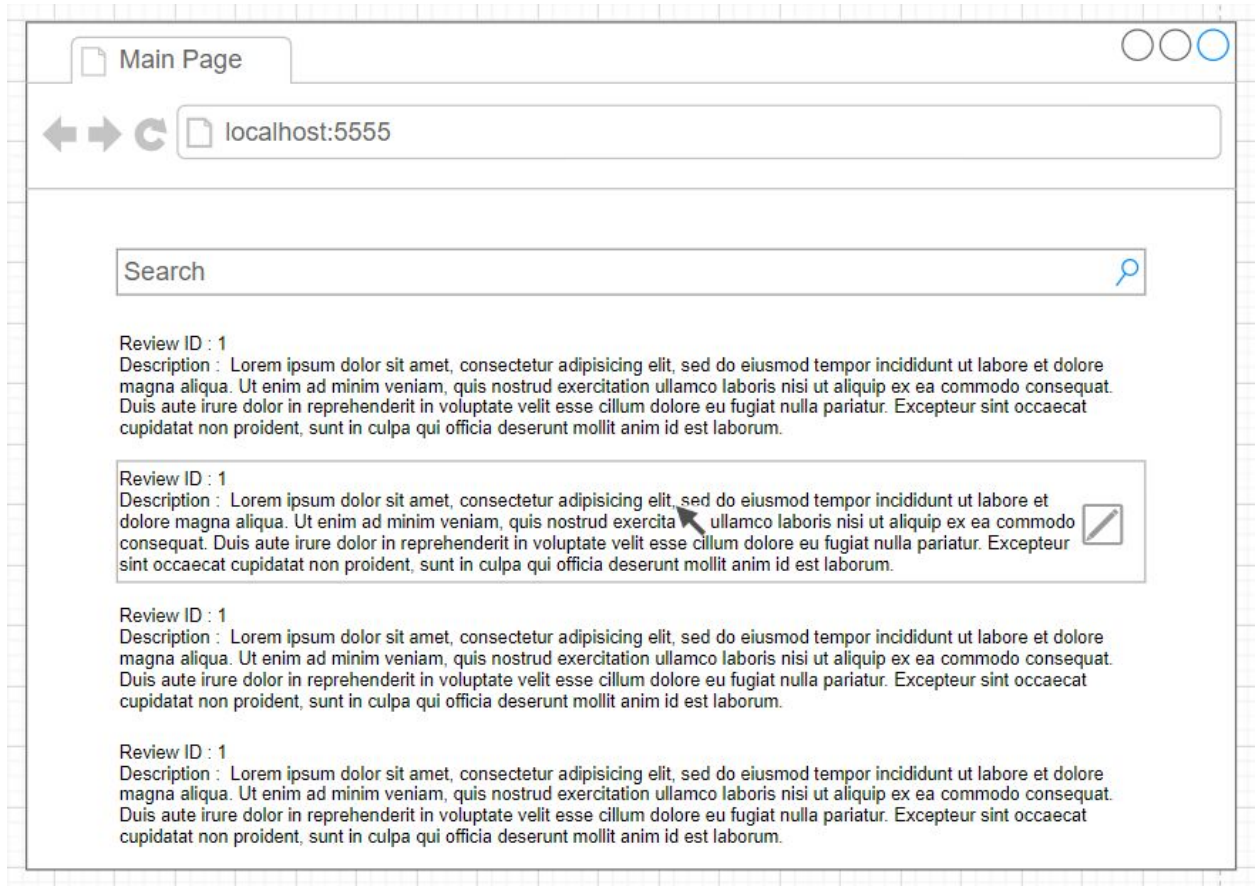 Main Page
localhost:5555
Search
Review ID : 1
Description :  Lorem ipsum dolor sit amet, consectetur adipisicing elit, sed do eiusmod tempor incididunt ut labore et dolore
magna aliqua. Ut enim ad minim veniam, quis nostrud exercitation ullamco laboris nisi ut aliquip ex ea commodo consequat.
Duis aute irure dolor in reprehenderit in voluptate velit esse cillum dolore eu fugiat nulla pariatur. Excepteur sint occaecat
cupidatat non proident, sunt in culpa qui officia deserunt mollit anim id est laborum.
Review ID : 1
Description :  Lorem ipsum dolor sit amet, consectetur adipisicing elit, sed do eiusmod tempor incididunt ut labore et
dolore magna aliqua. Ut enim ad minim veniam, quis nostrud exercita ullamco laboris nisi ut aliquip ex ea commodo
consequat. Duis aute irure dolor in reprehenderit in voluptate velit esse cillum dolore eu fugiat nulla pariatur. Excepteur
sint occaecat cupidatat non proident, sunt in culpa qui officia deserunt mollit anim id est laborum.
Review ID : 1
Description :  Lorem ipsum dolor sit amet, consectetur adipisicing elit, sed do eiusmod tempor incididunt ut labore et dolore
magna aliqua. Ut enim ad minim veniam, quis nostrud exercitation ullamco laboris nisi ut aliquip ex ea commodo consequat.
Duis aute irure dolor in reprehenderit in voluptate velit esse cillum dolore eu fugiat nulla pariatur. Excepteur sint occaecat
cupidatat non proident, sunt in culpa qui officia deserunt mollit anim id est laborum.
Review ID : 1
Description :  Lorem ipsum dolor sit amet, consectetur adipisicing elit, sed do eiusmod tempor incididunt ut labore et dolore
magna aliqua. Ut enim ad minim veniam, quis nostrud exercitation ullamco laboris nisi ut aliquip ex ea commodo consequat.
Duis aute irure dolor in reprehenderit in voluptate velit esse cillum dolore eu fugiat nulla pariatur. Excepteur sint occaecat
cupidatat non proident, sunt in culpa qui officia deserunt mollit anim id est laborum.